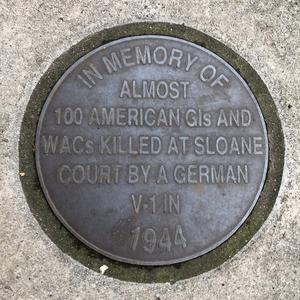 IN MEMORY OF
ALMOST
100 AMERICAN GIs AND
WACs KILLED AT SLOANE
COURT BY A GERMAN
V-1 IN
1944